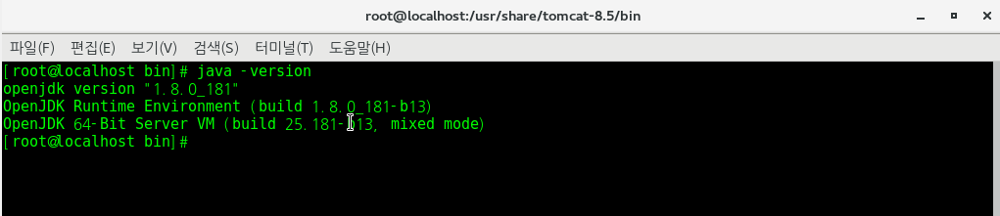 root@localhost:/usr/share/tomcat-8.5/bin
파일(F) 편집(E) 보기(V) 검색(S) 터미널(T) 도움말(H)
[root@localhost bin]# java -version
openjdk version "1.8.0_181"
OpenJDK Runtime Environment (build 1.8.0_181-b13)
OpenJDK 64-Bit Server VM (build 25.181-b13, mixed mode)
[root@localhost bin]#